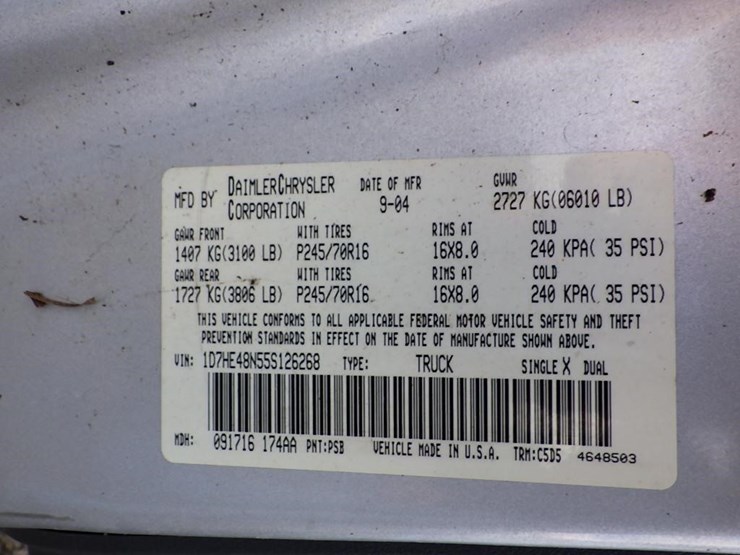 MFD BY DAIMLERCHRYSLER CORPORATION DATE OF MFR 9-04 GVWR 2727 KG(06010 LB)
GAWR FRONT WITH TIRES RIMS AT COLD
1407 KG(3100 LB) P245/70R16 16X8.0 240 KPA( 35 PSI)
GAWR REAR WITH TIRES RIMS AT COLD
1727 KG(3806 LB) P245/70R16 16X8.0 240 KPA( 35 PSI)
THIS VEHICLE CONFORMS TO ALL APPLICABLE FEDERAL MOTOR VEHICLE SAFETY AND THEFT
PREVENTION STANDARDS IN EFFECT ON THE DATE OF MANUFACTURE SHOWN ABOVE.
VIN: 1D7HE48N55S126268 TYPE: TRUCK SINGLE X DUAL
MDH: 091716 174AA PNT:PSB VEHICLE MADE IN U.S.A. TRM:C5D5 4648503